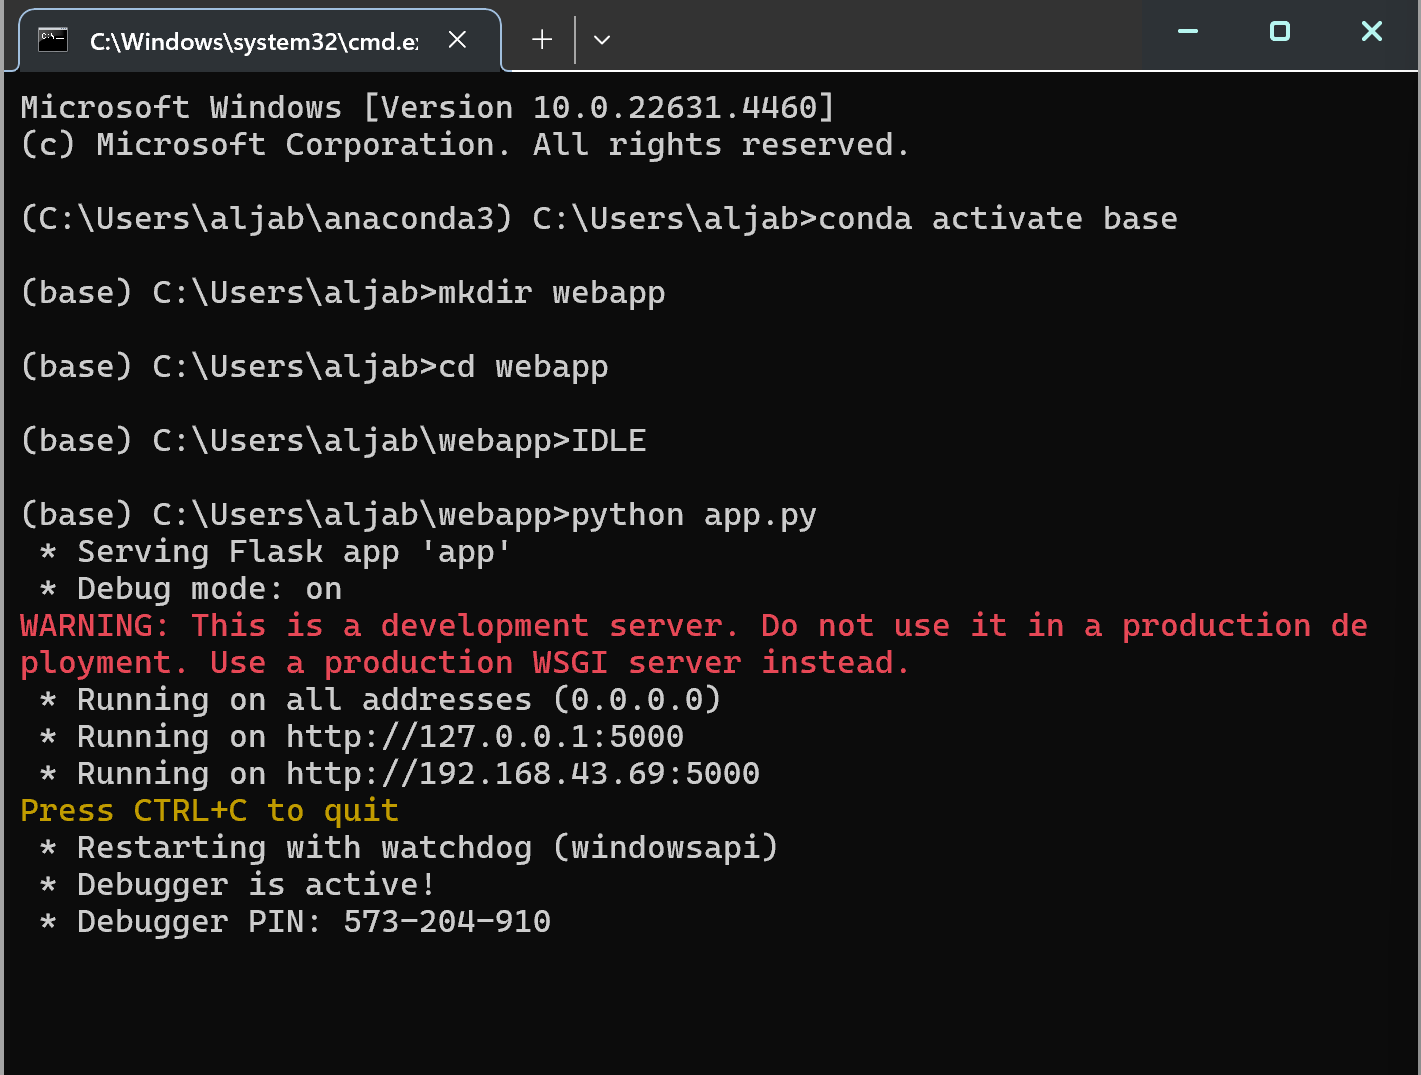 C:\Windows\system32\cmd.e
Microsoft Windows [Version 10.0.22631.4460]
(c) Microsoft Corporation. All rights reserved.
(C:\Users\aljab\anaconda3) C:\Users\aljab>conda activate base
(base) C:\Users\aljab>mkdir webapp
(base) C:\Users\aljab>cd webapp
(base) C:\Users\aljab\webapp>IDLE
(base) C:\Users\aljab\webapp>python app.py
 * Serving Flask app 'app'
 * Debug mode: on
WARNING: This is a development server. Do not use it in a production de
ployment. Use a production WSGI server instead.
 * Running on all addresses (0.0.0.0)
 * Running on http://127.0.0.1:5000
 * Running on http://192.168.43.69:5000
Press CTRL+C to quit
 * Restarting with watchdog (windowsapi)
 * Debugger is active!
 * Debugger PIN: 573-204-910